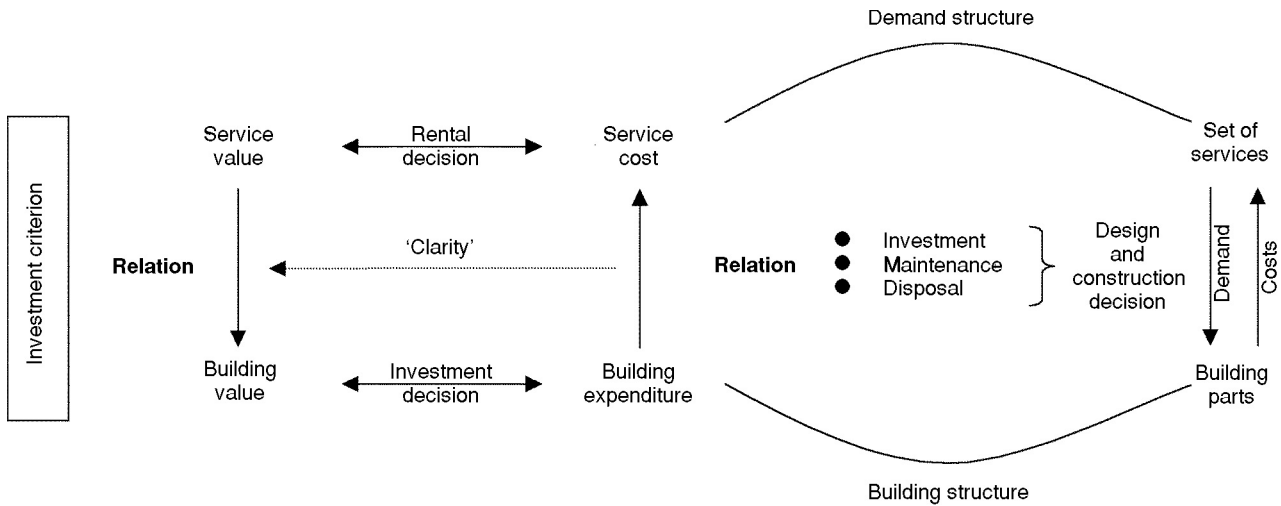 Demand structure
Investment criterion
Service
value
Rental
decision
Service
cost
Set of
services
Relation
'Clarity'
Relation
Investment
Maintenance
Disposal
Design
and
construction
decision
Demand
Costs
Building
value
Investment
decision
Building
expenditure
Building
parts
Building structure